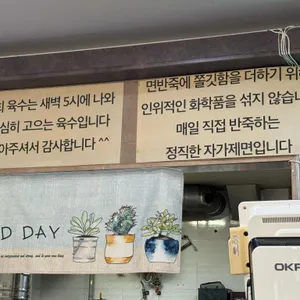 육수는 새벽 5시에 나와
심히 고으는 육수입니다
아주셔서 감사합니다 ^^
면반죽에 쫄깃함을 더하기 위
인위적인 화학품을 섞지 않습니
매일 직접 반죽하는
정직한 자가제면입니다
D DAY
OKP